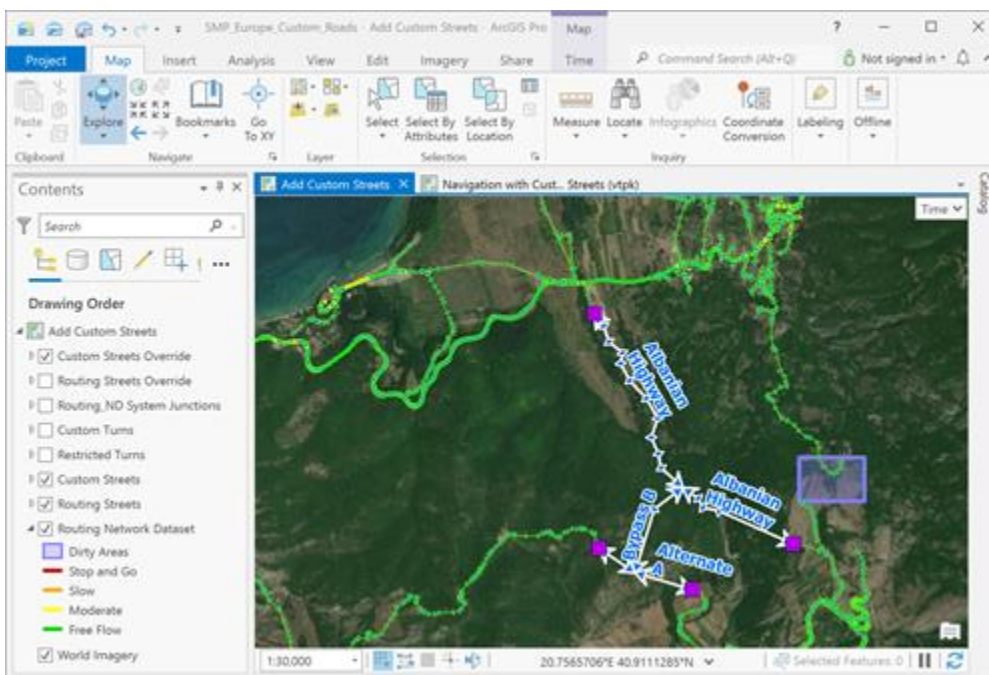 SMP_Europe_Custom_Roads - Add Custom Streets - ArcGIS Pro
Map
?
Project Map Insert Analysis View Edit Imagery Share Time
Command Search (Alt+Q)
Not signed in
Paste
Explore
Bookmarks
Go To XY
Select
Select By Attributes
Select By Location
Measure
Locate
Infographics
Coordinate Conversion
Labeling
Offline
Clipboard
Navigate
Layer
Selection
Inquiry
Contents
Search
Drawing Order
Add Custom Streets
Custom Streets Override
Routing Streets Override
Routing_ND System Junctions
Custom Turns
Restricted Turns
Custom Streets
Routing Streets
Routing Network Dataset
Dirty Areas
Stop and Go
Slow
Moderate
Free Flow
World Imagery
Add Custom Streets
Navigation with Cust... Streets (vtpk)
Catalog
Time
Albanian
Highway
Albanian
Highway
Bypass B
Alternate
A
1:30,000
20.7565706°E 40.9111285°N
Selected Features: 0